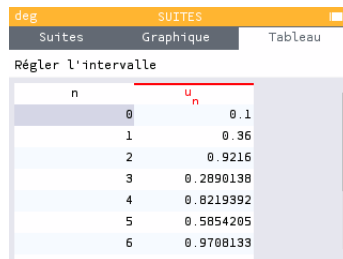 deg SUITES
Suites Graphique Tableau
Régler l'intervalle
n un
0 0.1
1 0.36
2 0.9216
3 0.2890138
4 0.8219392
5 0.5854205
6 0.9708133